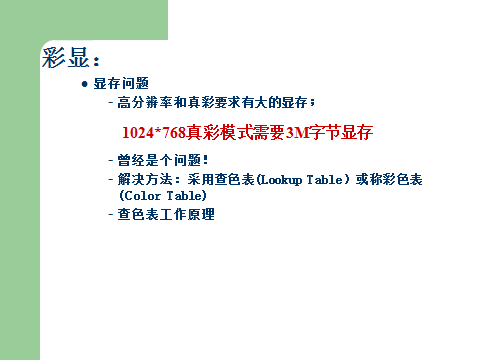 彩显：
● 显存问题
- 高分辨率和真彩要求有大的显存；
1024*768真彩模式需要3M字节显存
- 曾经是个问题！
- 解决方法：采用查色表(Lookup Table）或称彩色表
(Color Table)
- 查色表工作原理